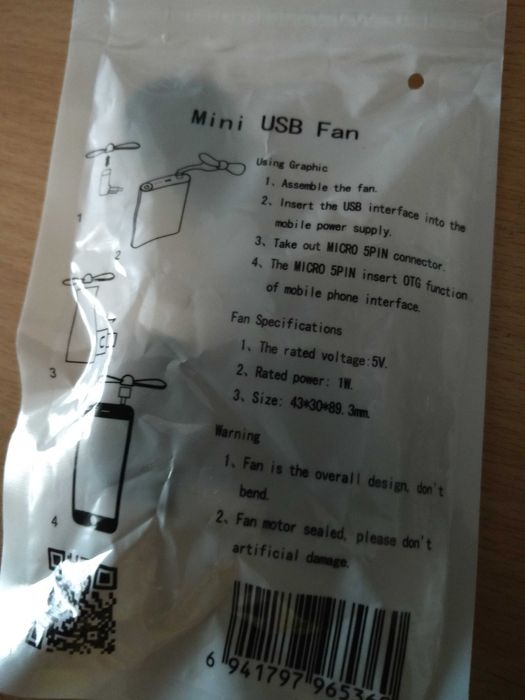 Mini USB Fan
Using Graphic
1、Assemble the fan.
2、Insert the USB interface into the
mobile power supply.
3、Take out MICRO 5PIN connector.
4、The MICRO 5PIN insert OTG function
of mobile phone interface.
1
2
3
4
Fan Specifications
1、The rated voltage:5V.
2、Rated power: 1W.
3、Size: 43*30*89.3mm.
Warning
1、Fan is the overall design, don't
bend.
2、Fan motor sealed, please don't
artificial damage.
6 941797